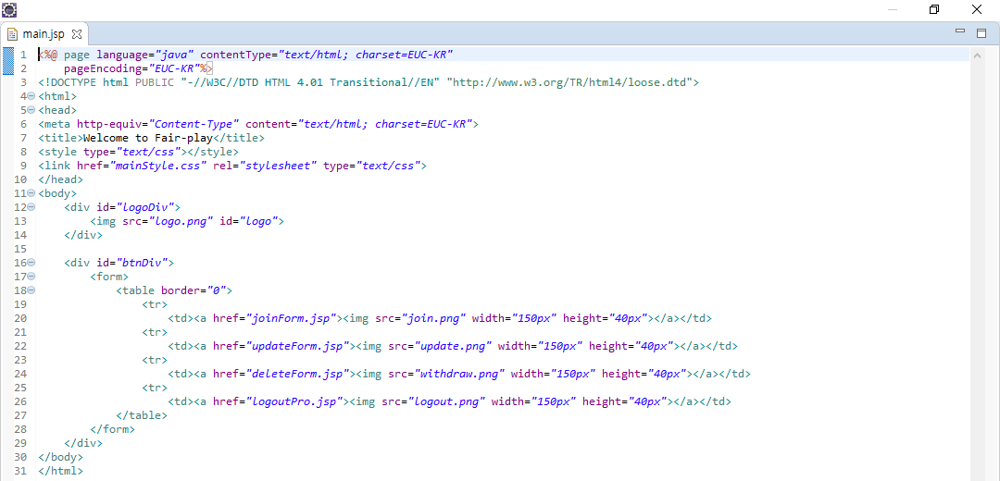 main.jsp
1 <%@ page language="java" contentType="text/html; charset=EUC-KR"
2     pageEncoding="EUC-KR"%>
3 <!DOCTYPE html PUBLIC "-//W3C//DTD HTML 4.01 Transitional//EN" "http://www.w3.org/TR/html4/loose.dtd">
4 <html>
5 <head>
6 <meta http-equiv="Content-Type" content="text/html; charset=EUC-KR">
7 <title>Welcome to Fair-play</title>
8 <style type="text/css"></style>
9 <link href="mainStyle.css" rel="stylesheet" type="text/css">
10 </head>
11 <body>
12     <div id="logoDiv">
13         <img src="logo.png" id="logo">
14     </div>
15
16     <div id="btnDiv">
17         <form>
18             <table border="0">
19                 <tr>
20                     <td><a href="joinForm.jsp"><img src="join.png" width="150px" height="40px"></a></td>
21                 <tr>
22                     <td><a href="updateForm.jsp"><img src="update.png" width="150px" height="40px"></a></td>
23                 <tr>
24                     <td><a href="deleteForm.jsp"><img src="withdraw.png" width="150px" height="40px"></a></td>
25                 <tr>
26                     <td><a href="logoutPro.jsp"><img src="logout.png" width="150px" height="40px"></a></td>
27             </table>
28         </form>
29     </div>
30 </body>
31 </html>